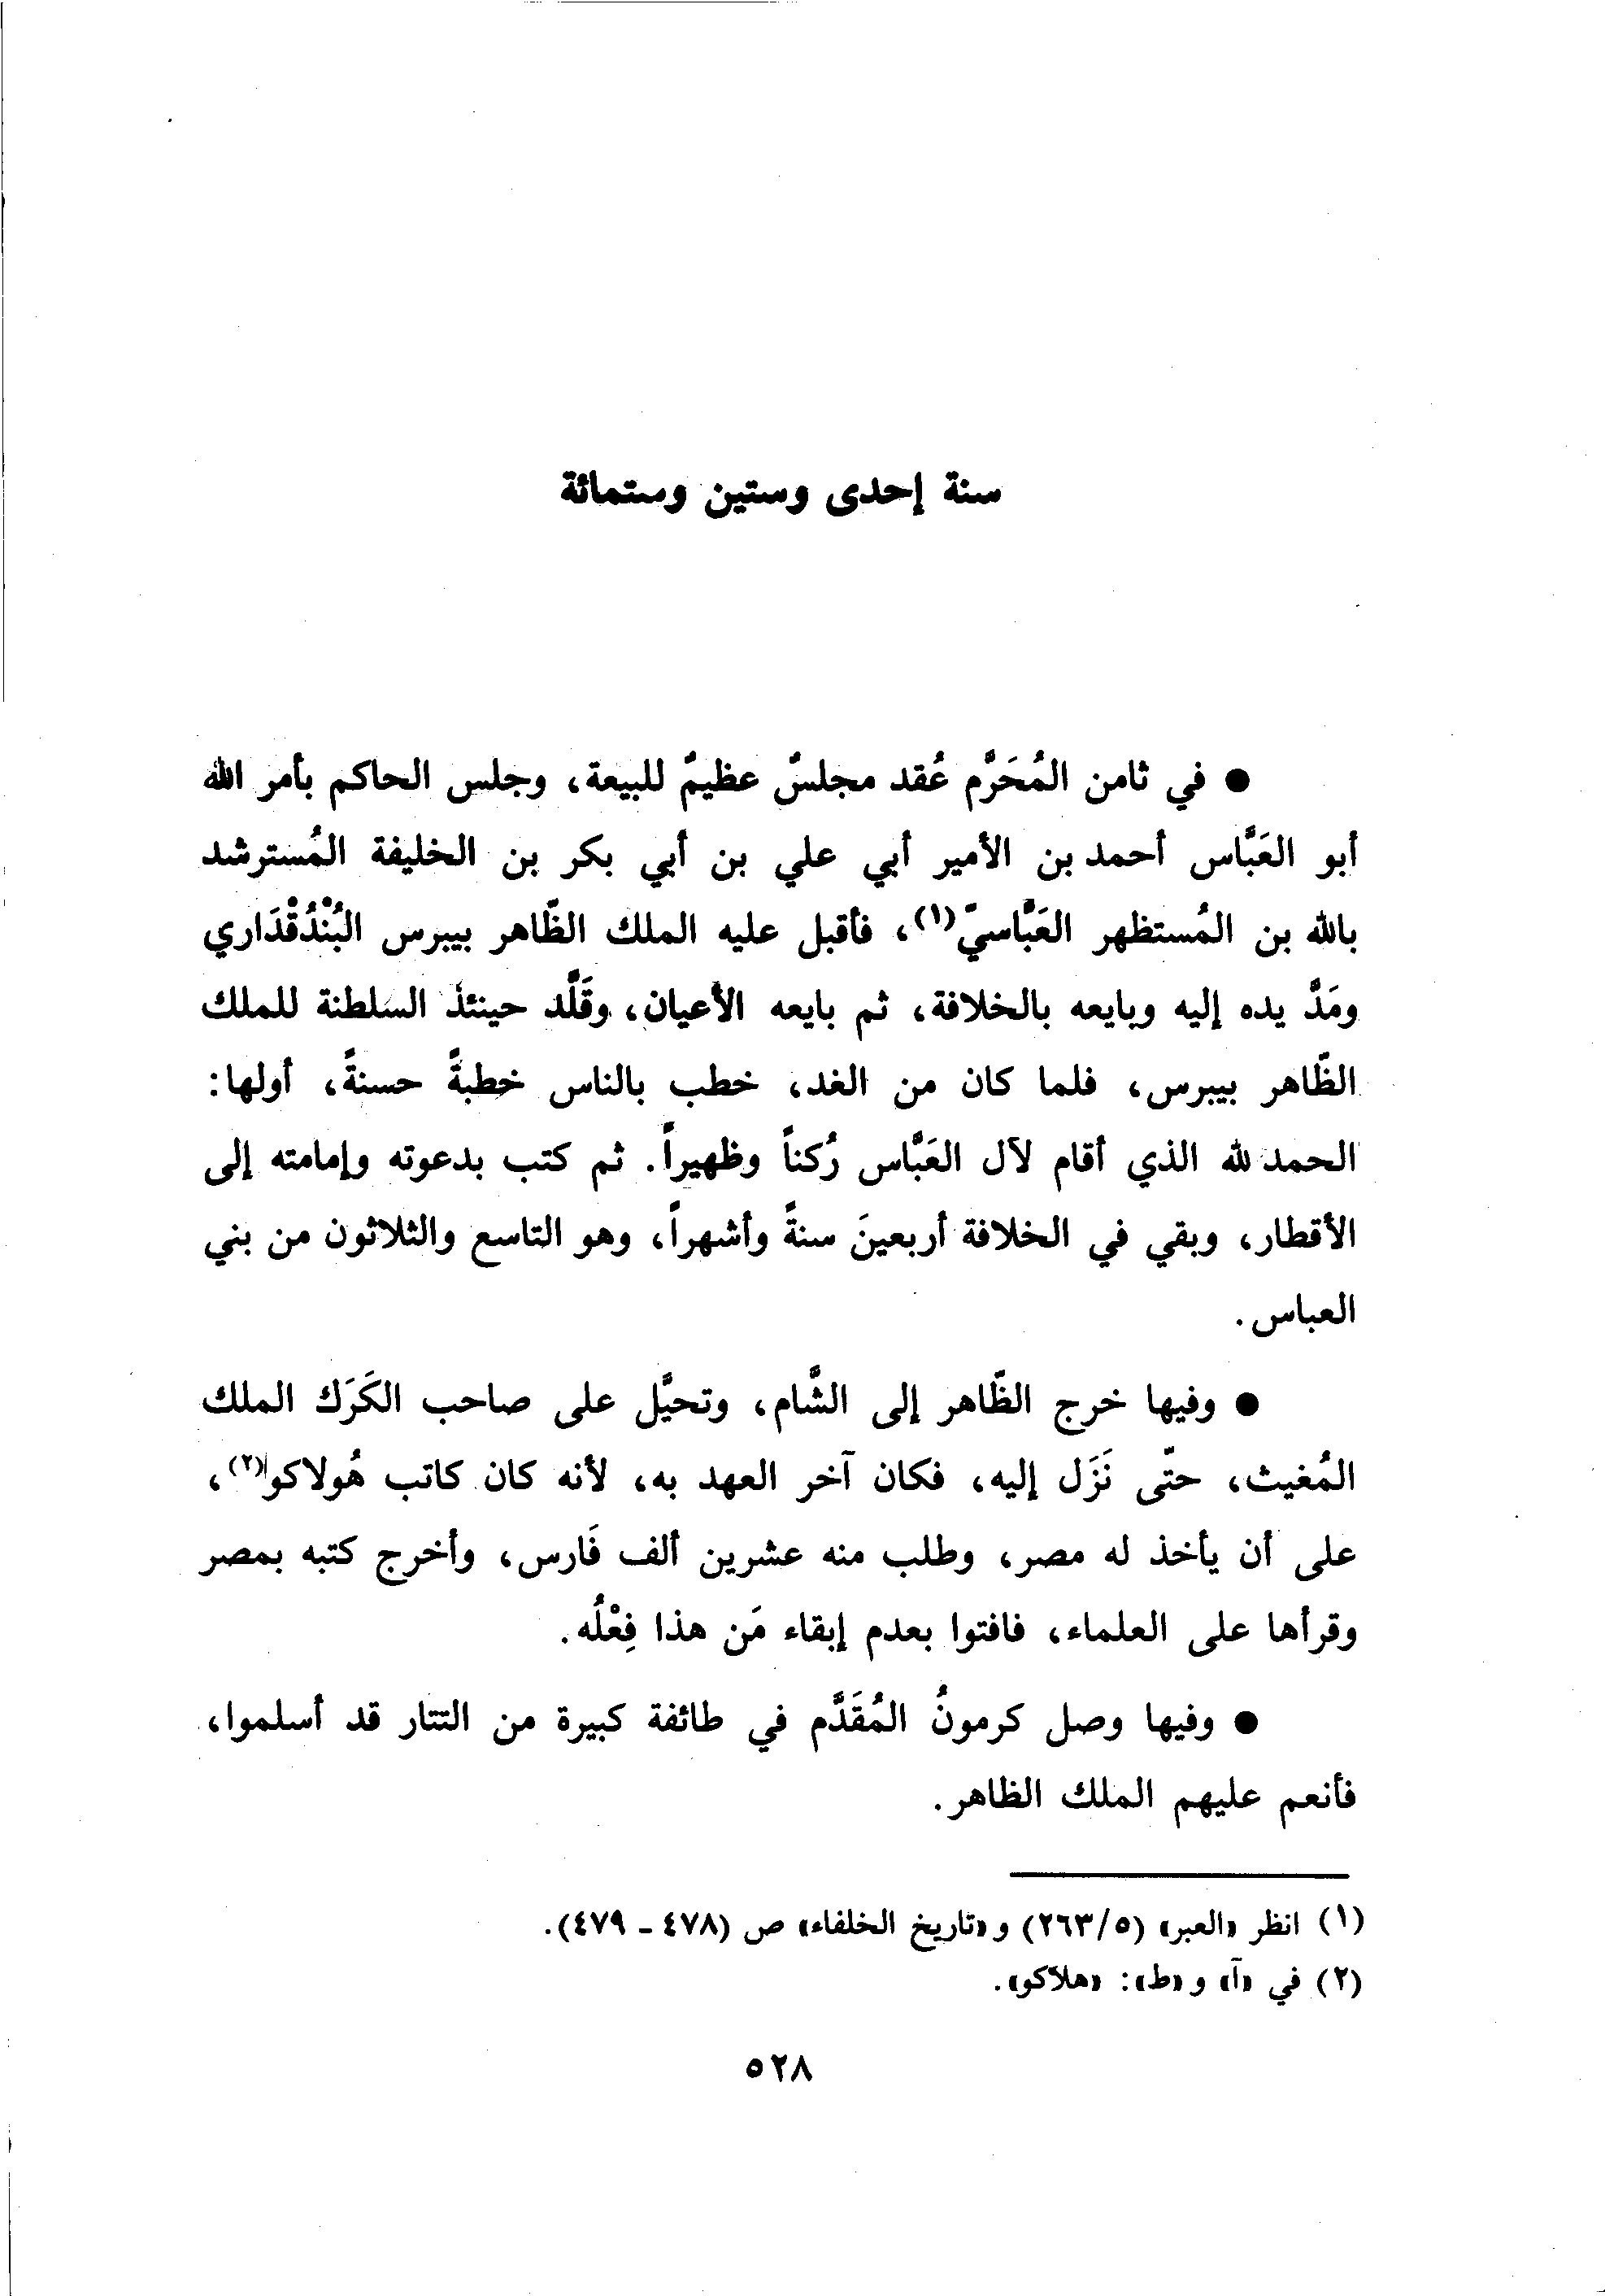 سنة إحدى وستين وستمائة
● في ثامن المُحَرَّم عُقد مجلسٌ عظيمٌ للبيعة، وجلس الحاكم بأمر الله
أبو العَبَّاس أحمد بن الأمير أبي علي بن أبي بكر بن الخليفة المُسترشد
بالله بن المُستظهر العَبَّاسيّ(١)، فأقبل عليه الملك الظّاهر بيبرس البُنْدُقْدَاري
ومَدَّ يده إليه وبايعه بالخلافة، ثم بايعه الأعيان، وقَلَّد حينئذ السلطنة للملك
الظّاهر بيبرس، فلما كان من الغد، خطب بالناس خطبةً حسنةً، أولها:
الحمد لله الذي أقام لآل العَبَّاس رُكناً وظهيراً. ثم كتب بدعوته وإمامته إلى
الأقطار، وبقي في الخلافة أربعينَ سنةً وأشهراً، وهو التاسع والثلاثون من بني
العباس.
● وفيها خرج الظّاهر إلى الشَّام، وتحيَّل على صاحب الكَرَك الملك
المُغيث، حتّى نَزَل إليه، فكان آخر العهد به، لأنه كان كاتب هُولاكو(٢)،
على أن يأخذ له مصر، وطلب منه عشرين ألف فَارس، وأخرج كتبه بمصر
وقرأها على العلماء، فافتوا بعدم إبقاء مَن هذا فِعْلُه.
● وفيها وصل كرمونُ المُقَدَّم في طائفة كبيرة من التتار قد أسلموا،
فأنعم عليهم الملك الظاهر.
(١) انظر «العبر» (٢٦٣/٥) و«تاريخ الخلفاء» ص (٤٧٨ - ٤٧٩).
(٢) في «آ» و«ط»: «هلاكو».
٥٢٨